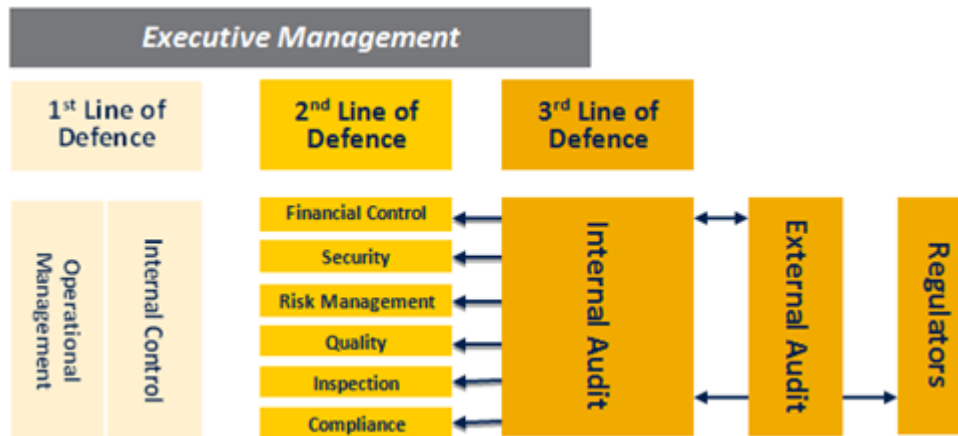 Executive Management
1st Line of
Defence
2nd Line of
Defence
3rd Line of
Defence
Operational
Management
Internal Control
Financial Control
Security
Risk Management
Quality
Inspection
Compliance
Internal Audit
External Audit
Regulators